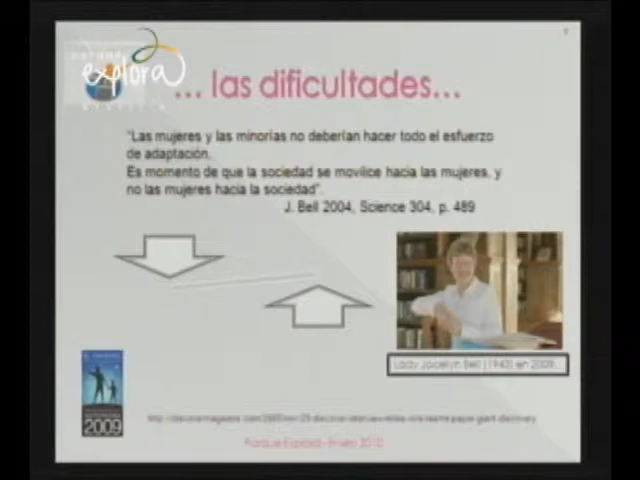 explora
... las dificultades...
"Las mujeres y las minorías no deberían hacer todo el esfuerzo
de adaptación.
Es momento de que la sociedad se movilice hacia las mujeres, y
no las mujeres hacia la sociedad".
J. Bell 2004, Science 304, p. 489
Lady Jocelyn Bell (1943) en 2009.
2009
Parque Explora - Enero 2010